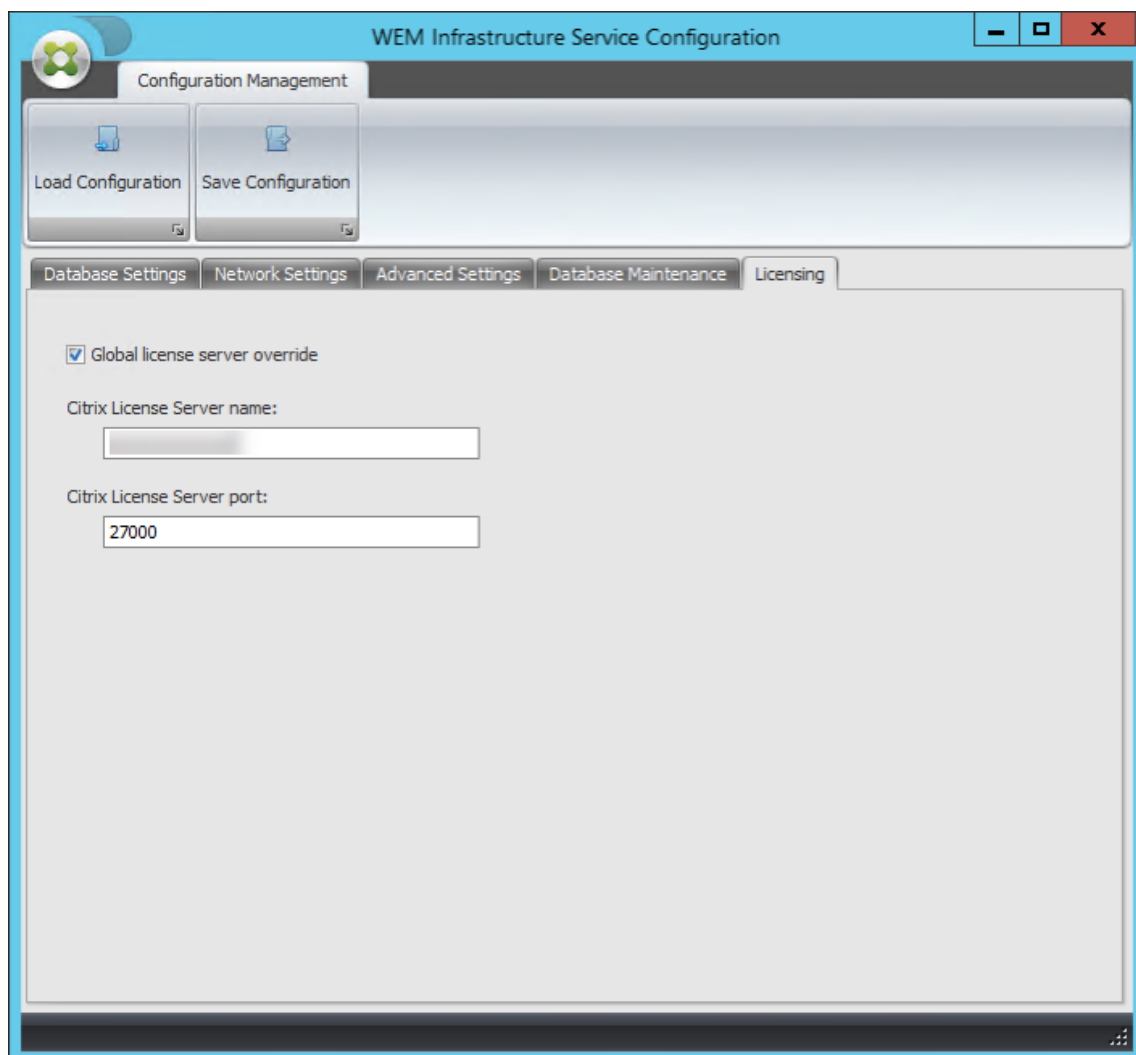 WEM Infrastructure Service Configuration
Configuration Management
Load Configuration
Save Configuration
Database Settings
Network Settings
Advanced Settings
Database Maintenance
Licensing
Global license server override
Citrix License Server name:
Citrix License Server port:
27000